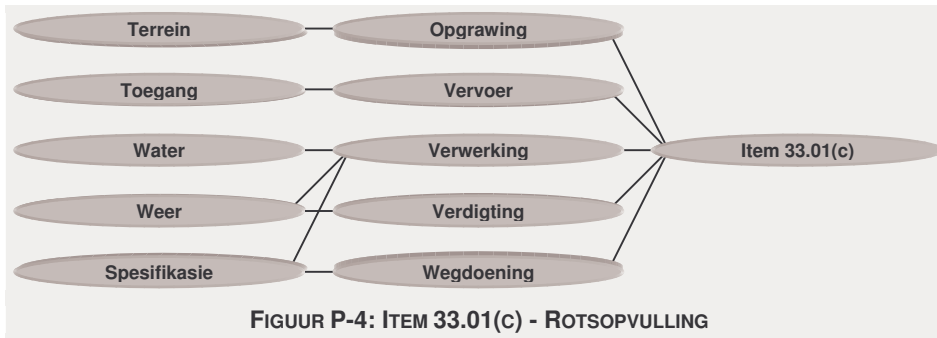 Terrein Opgrawing
Toegang Vervoer
Water Verwerking Item 33.01(c)
Weer Verdigting
Spesifikasie Wegdoening
FIGUUR P-4: ITEM 33.01(C) - ROTSOPVULLING